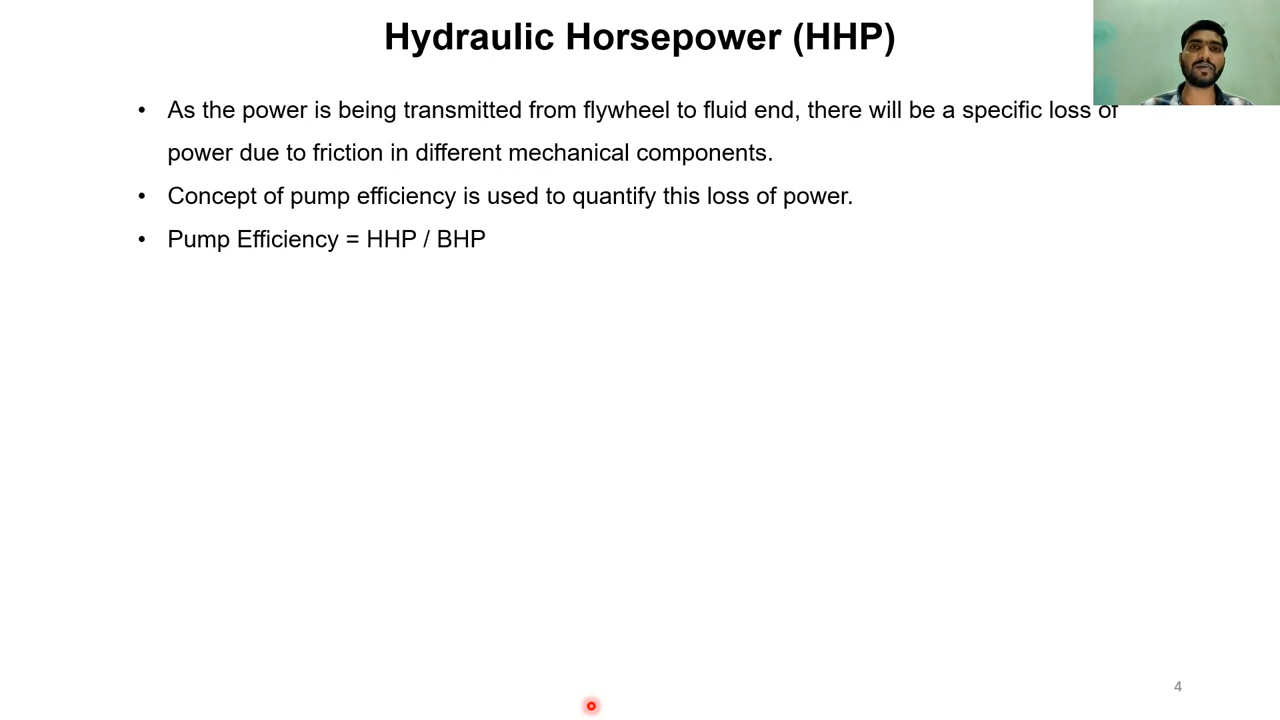 Hydraulic Horsepower (HHP)
• As the power is being transmitted from flywheel to fluid end, there will be a specific loss of
power due to friction in different mechanical components.
• Concept of pump efficiency is used to quantify this loss of power.
• Pump Efficiency = HHP / BHP
4